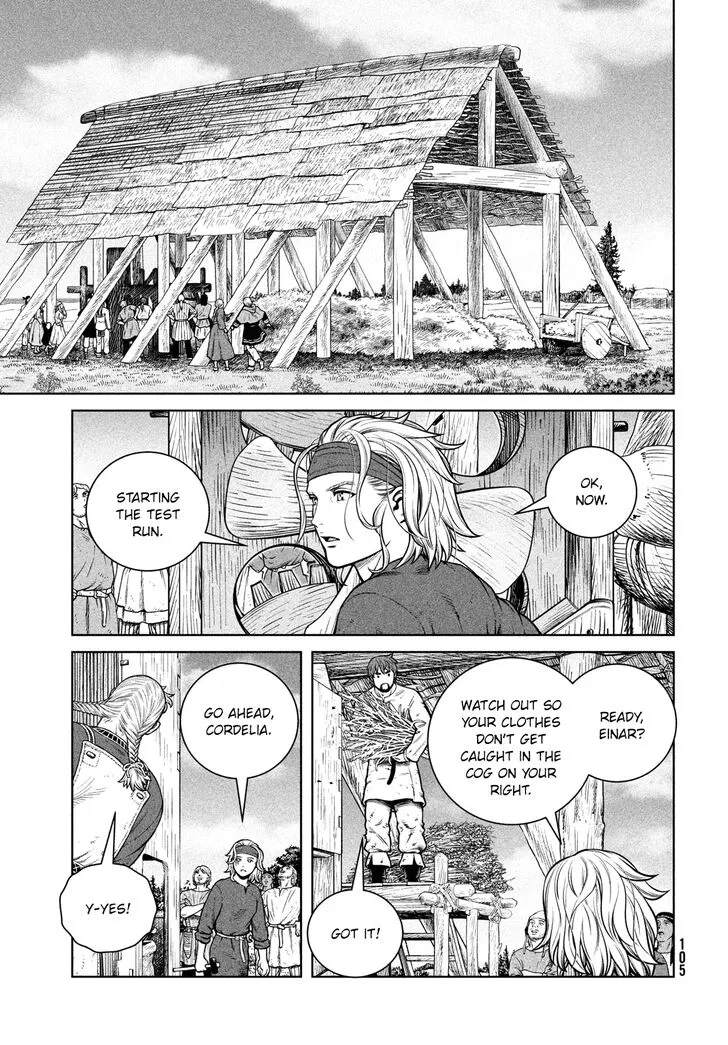 OK,
NOW.
STARTING
THE TEST
RUN.
READY,
EINAR?
WATCH OUT SO
YOUR CLOTHES
DON'T GET
CAUGHT IN THE
COG ON YOUR
RIGHT.
GOT IT!
GO AHEAD,
CORDELIA.
Y-YES!
105